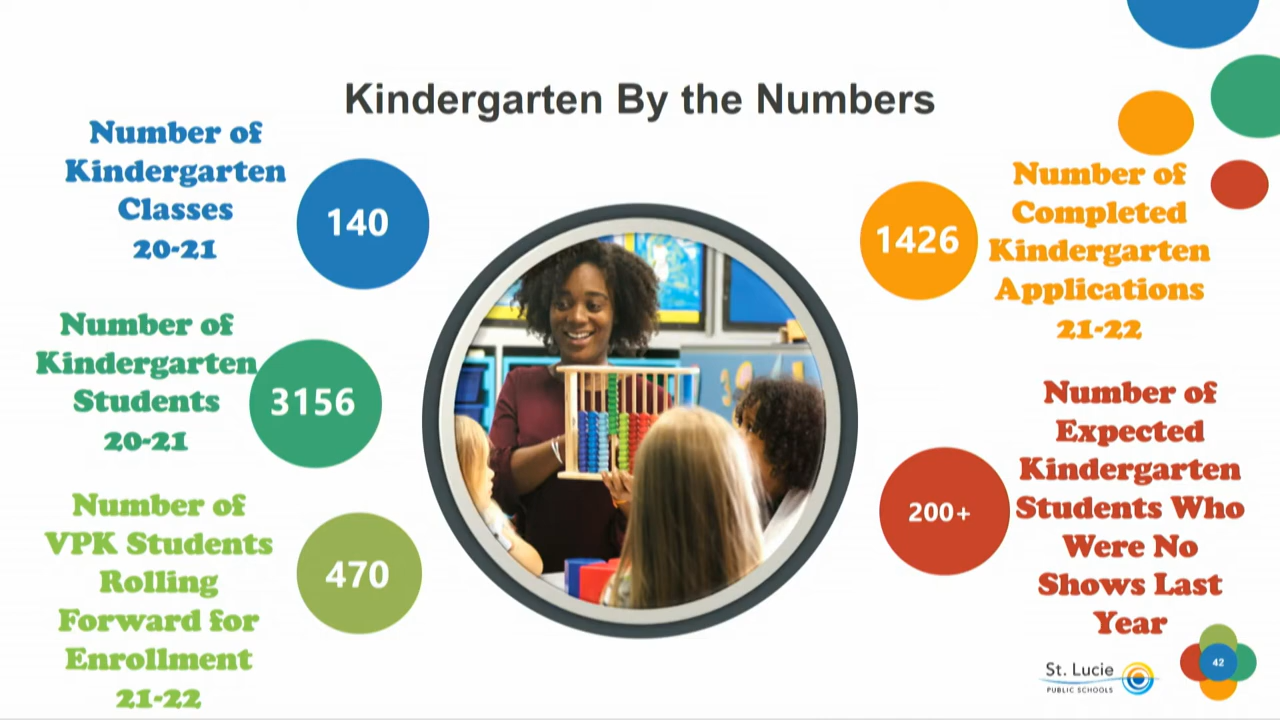 Kindergarten By the Numbers
Number of
Kindergarten
Classes
20-21
140
Number of
Kindergarten
Students
20-21
3156
Number of
VPK Students
Rolling
Forward for
Enrollment
21-22
470
1426
Number of
Completed
Kindergarten
Applications
21-22
200+
Number of
Expected
Kindergarten
Students Who
Were No
Shows Last
Year
St. Lucie
PUBLIC SCHOOLS
42